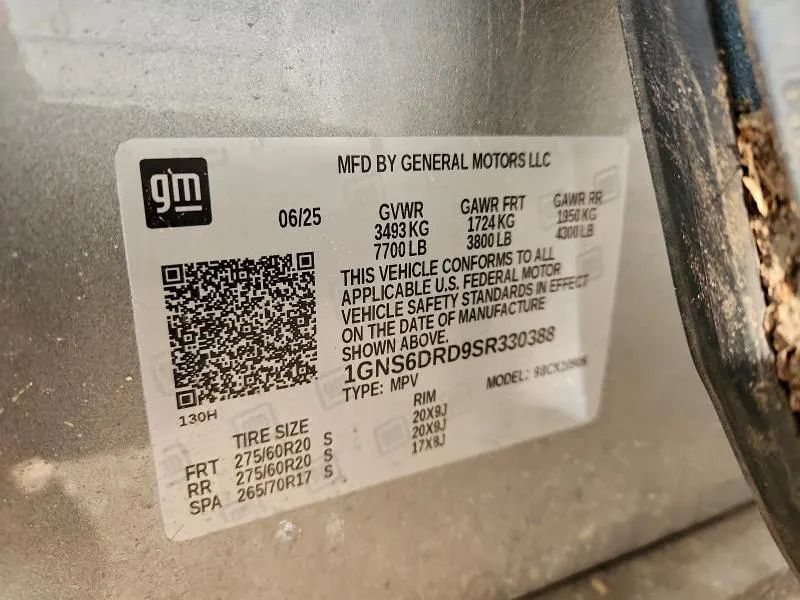 gm
MFD BY GENERAL MOTORS LLC
06/25
GVWR
3493 KG
7700 LB
GAWR FRT
1724 KG
3800 LB
GAWR RR
1950 KG
4300 LB
THIS VEHICLE CONFORMS TO ALL
APPLICABLE U.S. FEDERAL MOTOR
VEHICLE SAFETY STANDARDS IN EFFECT
ON THE DATE OF MANUFACTURE
SHOWN ABOVE.
1GNS6DRD9SR330388
TYPE: MPV
MODEL:
130H
TIRE SIZE
RIM
FRT 275/60R20 S 20X9J
RR 275/60R20 S 20X9J
SPA 265/70R17 S 17X8J